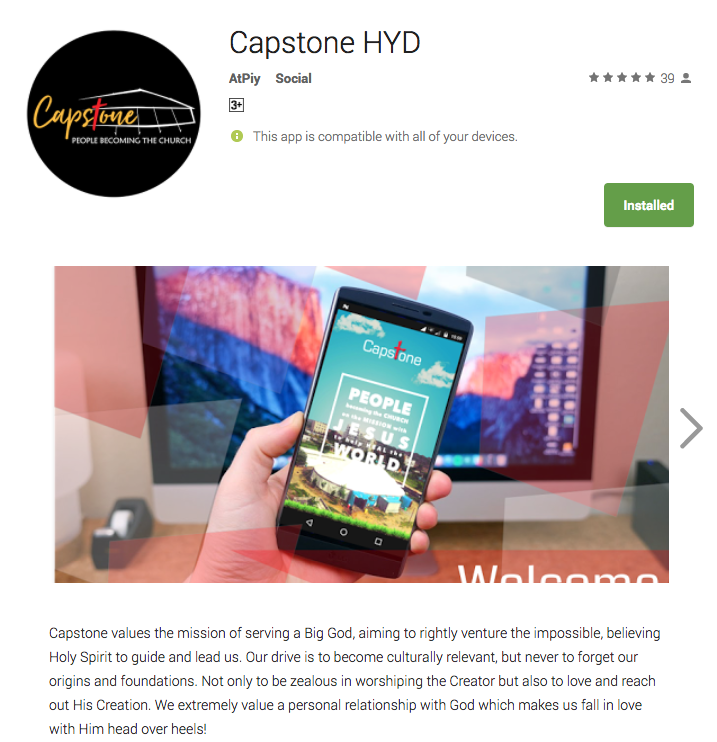 Capstone HYD
AtPiy Social
39
3+
This app is compatible with all of your devices.
Capstone
PEOPLE BECOMING THE CHURCH
Installed
Capstone
PEOPLE
becoming the CHURCH
on the MISSION with
JESUS
to help HEAL the
WORLD
Welcome
Capstone values the mission of serving a Big God, aiming to rightly venture the impossible, believing
Holy Spirit to guide and lead us. Our drive is to become culturally relevant, but never to forget our
origins and foundations. Not only to be zealous in worshiping the Creator but also to love and reach
out His Creation. We extremely value a personal relationship with God which makes us fall in love
with Him head over heels!